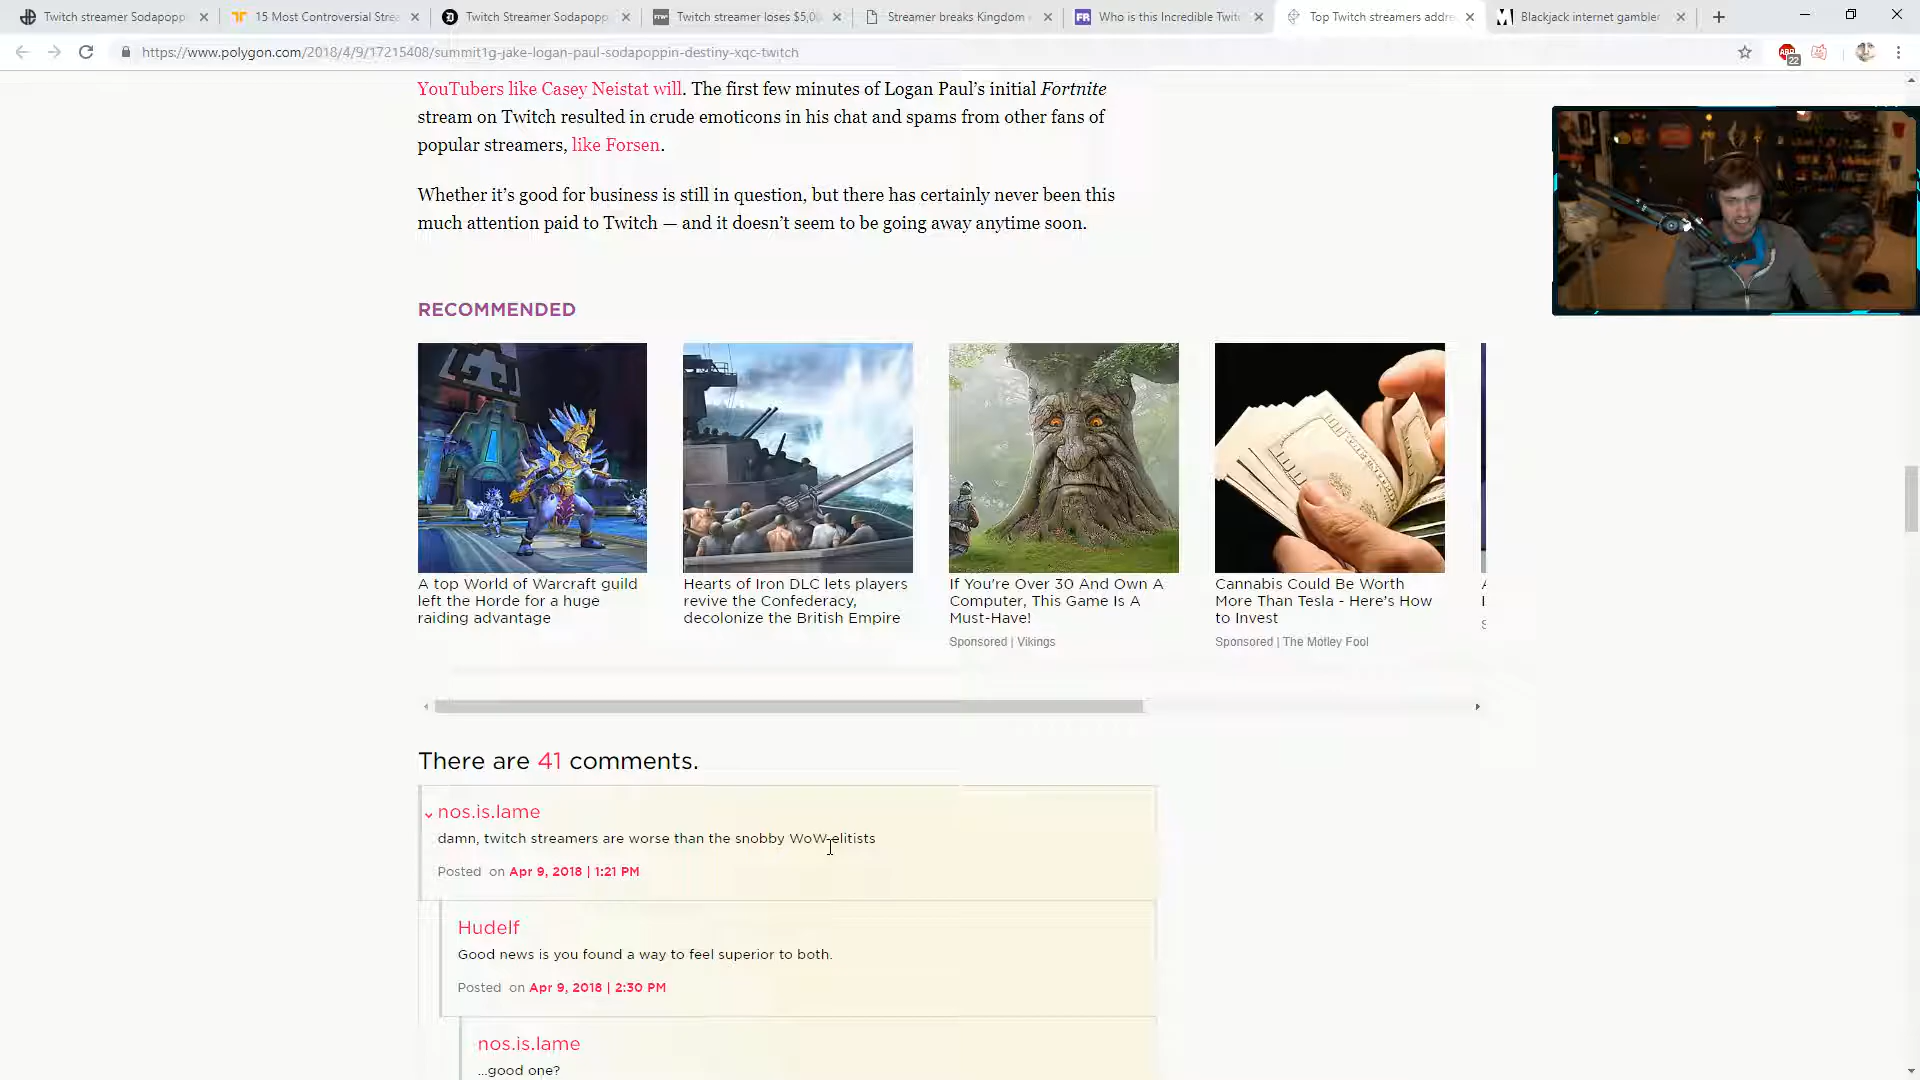 Twitch streamer Sodapopp
15 Most Controversial Stre
Twitch Streamer Sodapopp
FTW
Twitch streamer loses $5,0
Streamer breaks Kingdom
FR
Who is this Incredible Twit
Top Twitch streamers addre
Blackjack internet gambler
https://www.polygon.com/2018/4/9/17215408/summit1g-jake-logan-paul-sodapoppin-destiny-xqc-twitch
ABP
22
YouTubers like Casey Neistat will. The first few minutes of Logan Paul’s initial Fortnite
stream on Twitch resulted in crude emoticons in his chat and spams from other fans of
popular streamers, like Forsen.
Whether it’s good for business is still in question, but there has certainly never been this
much attention paid to Twitch — and it doesn’t seem to be going away anytime soon.
RECOMMENDED
A top World of Warcraft guild
left the Horde for a huge
raiding advantage
Hearts of Iron DLC lets players
revive the Confederacy,
decolonize the British Empire
If You're Over 30 And Own A
Computer, This Game Is A
Must-Have!
Sponsored | Vikings
Cannabis Could Be Worth
More Than Tesla - Here's How
to Invest
Sponsored | The Motley Fool
There are 41 comments.
nos.is.lame
damn, twitch streamers are worse than the snobby WoW elitists
Posted on Apr 9, 2018 | 1:21 PM
Hudelf
Good news is you found a way to feel superior to both.
Posted on Apr 9, 2018 | 2:30 PM
nos.is.lame
...good one?